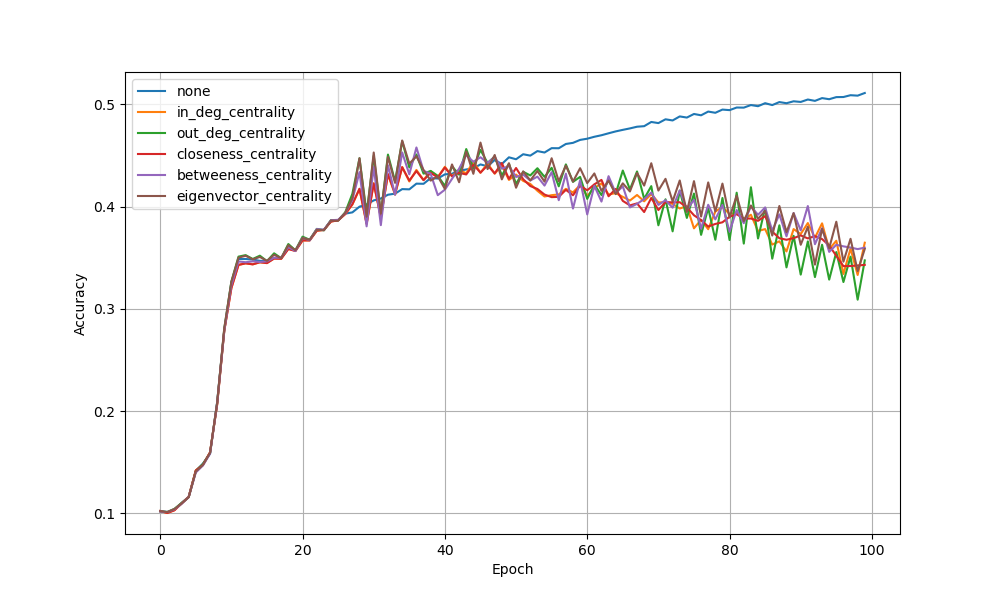 none
in_deg_centrality
out_deg_centrality
closeness_centrality
betweeness_centrality
eigenvector_centrality
0.5
0.4
0.3
0.2
0.1
Accuracy
0 20 40 60 80 100
Epoch